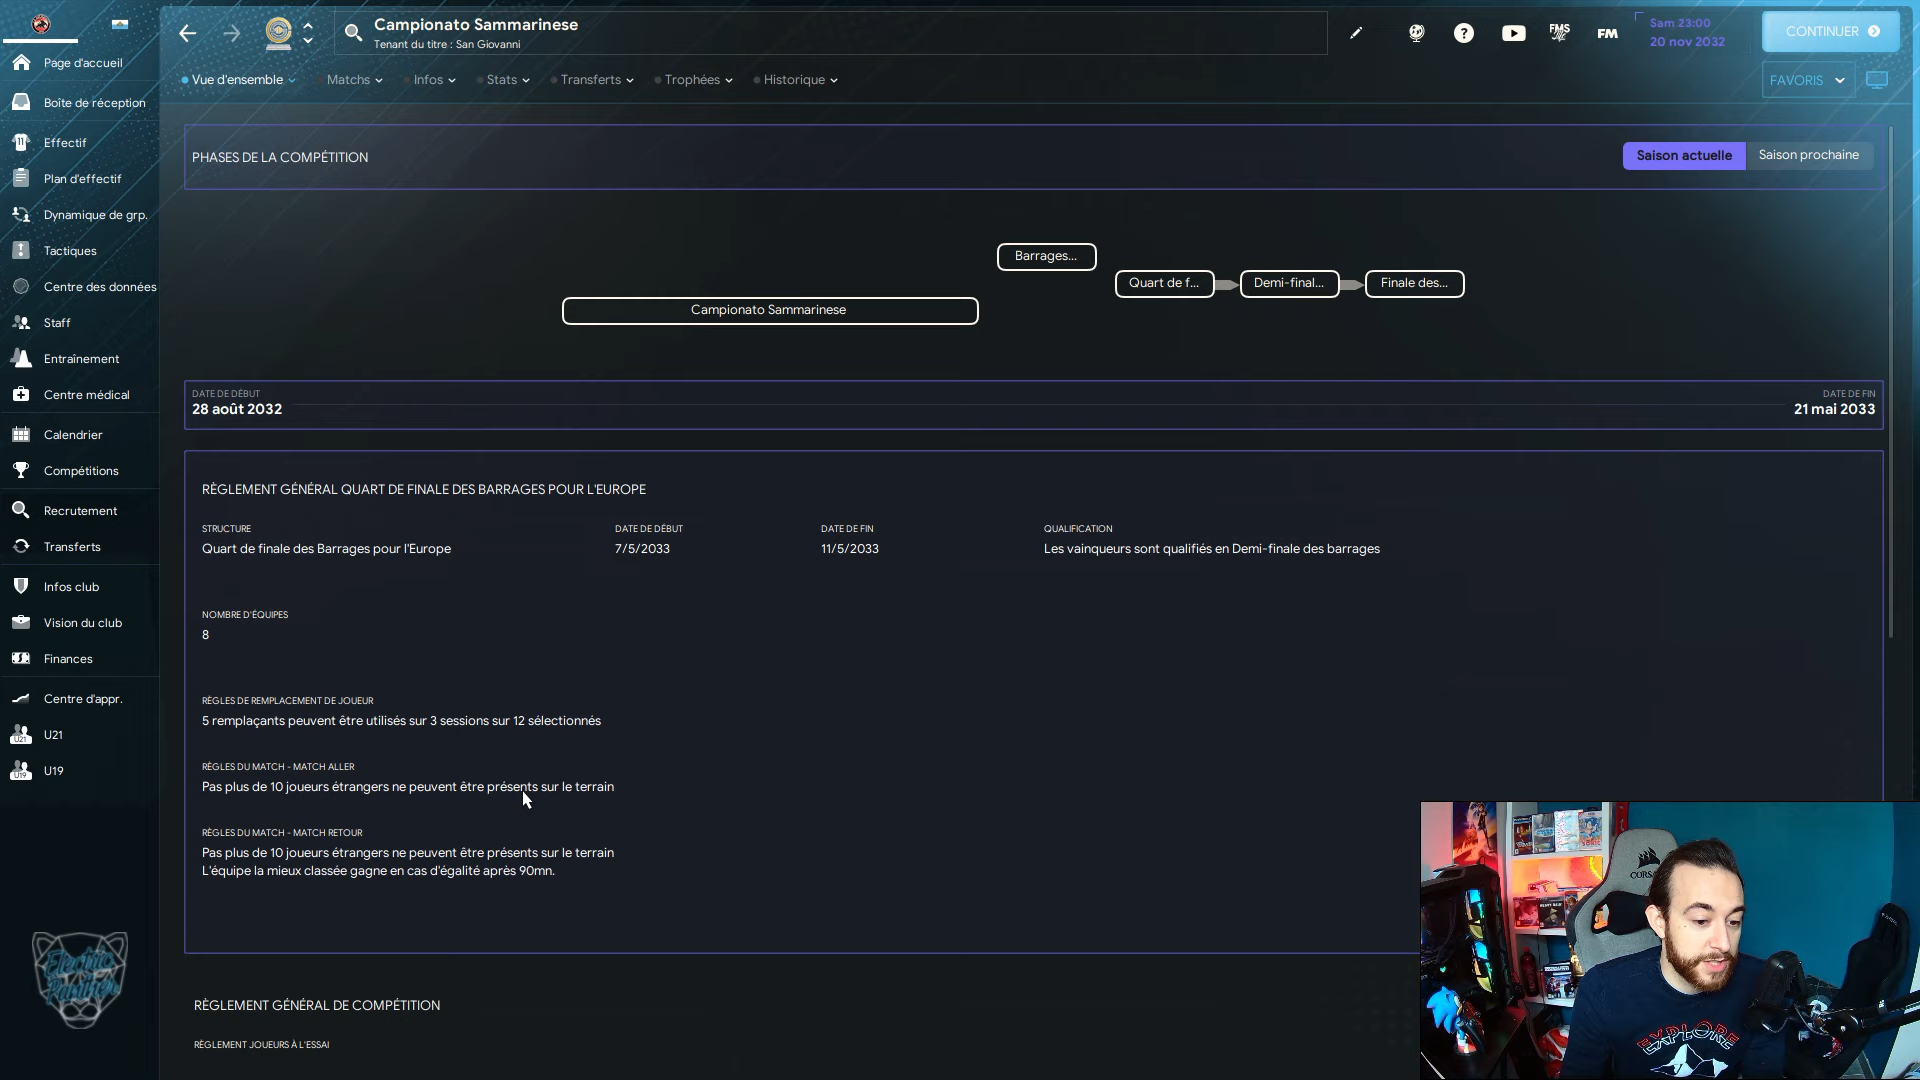 Campionato Sammarinese
Tenant du titre : San Giovanni
FMS
FM
Sam 23:00
20 nov 2032
CONTINUER
Vue d'ensemble
Matchs
Infos
Stats
Transferts
Trophées
Historique
FAVORIS
Page d'accueil
Boîte de réception
Effectif
Plan d'effectif
Dynamique de grp.
Tactiques
Centre des données
Staff
Entraînement
Centre médical
Calendrier
Compétitions
Recrutement
Transferts
Infos club
Vision du club
Finances
Centre d'appr.
U21
U21
U19
U19
PHASES DE LA COMPÉTITION
Saison actuelle
Saison prochaine
Barrages...
Quart de f...
Demi-final...
Finale des...
Campionato Sammarinese
DATE DE DÉBUT
28 août 2032
DATE DE FIN
21 mai 2033
RÈGLEMENT GÉNÉRAL QUART DE FINALE DES BARRAGES POUR L'EUROPE
STRUCTURE
Quart de finale des Barrages pour l'Europe
DATE DE DÉBUT
7/5/2033
DATE DE FIN
11/5/2033
QUALIFICATION
Les vainqueurs sont qualifiés en Demi-finale des barrages
NOMBRE D'ÉQUIPES
8
RÈGLES DE REMPLACEMENT DE JOUEUR
5 remplaçants peuvent être utilisés sur 3 sessions sur 12 sélectionnés
RÈGLES DU MATCH - MATCH ALLER
Pas plus de 10 joueurs étrangers ne peuvent être présents sur le terrain
RÈGLES DU MATCH - MATCH RETOUR
Pas plus de 10 joueurs étrangers ne peuvent être présents sur le terrain
L'équipe la mieux classée gagne en cas d'égalité après 90mn.
RÈGLEMENT GÉNÉRAL DE COMPÉTITION
RÈGLEMENT JOUEURS À L'ESSAI
Electric
Panther
EXPLORE